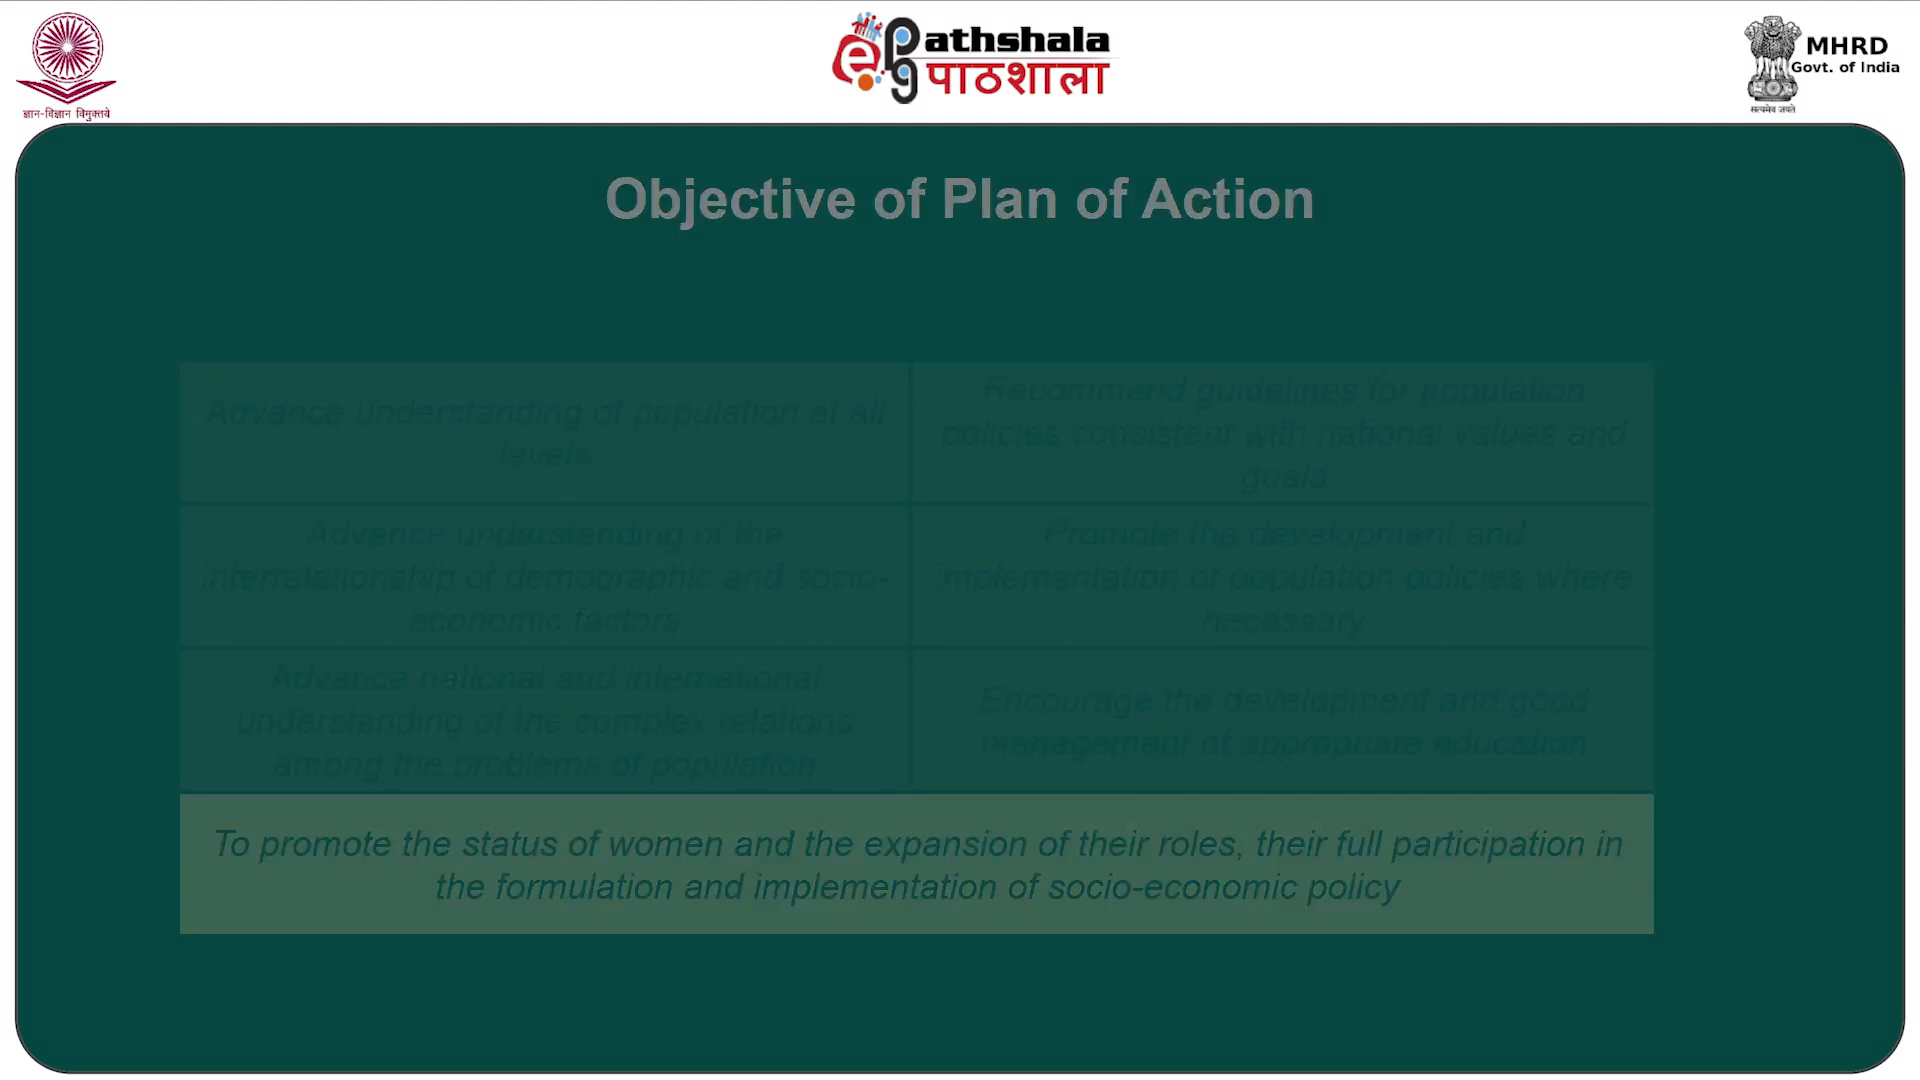 ज्ञान-विज्ञान विमुक्तये
ePathshala
पाठशाला
सत्यमेव जयते
MHRD
Govt. of India
Objective of Plan of Action
Advance understanding of population at all
levels
Recommend guidelines for population
policies consistent with national values and
goals
Advance understanding of the
interrelationship of demographic and socio-
economic factors
Promote the development and
implementation of population policies where
necessary
Advance national and international
understanding of the complex relations
among the problems of population
Encourage the development and good
management of appropriate education
To promote the status of women and the expansion of their roles, their full participation in
the formulation and implementation of socio-economic policy